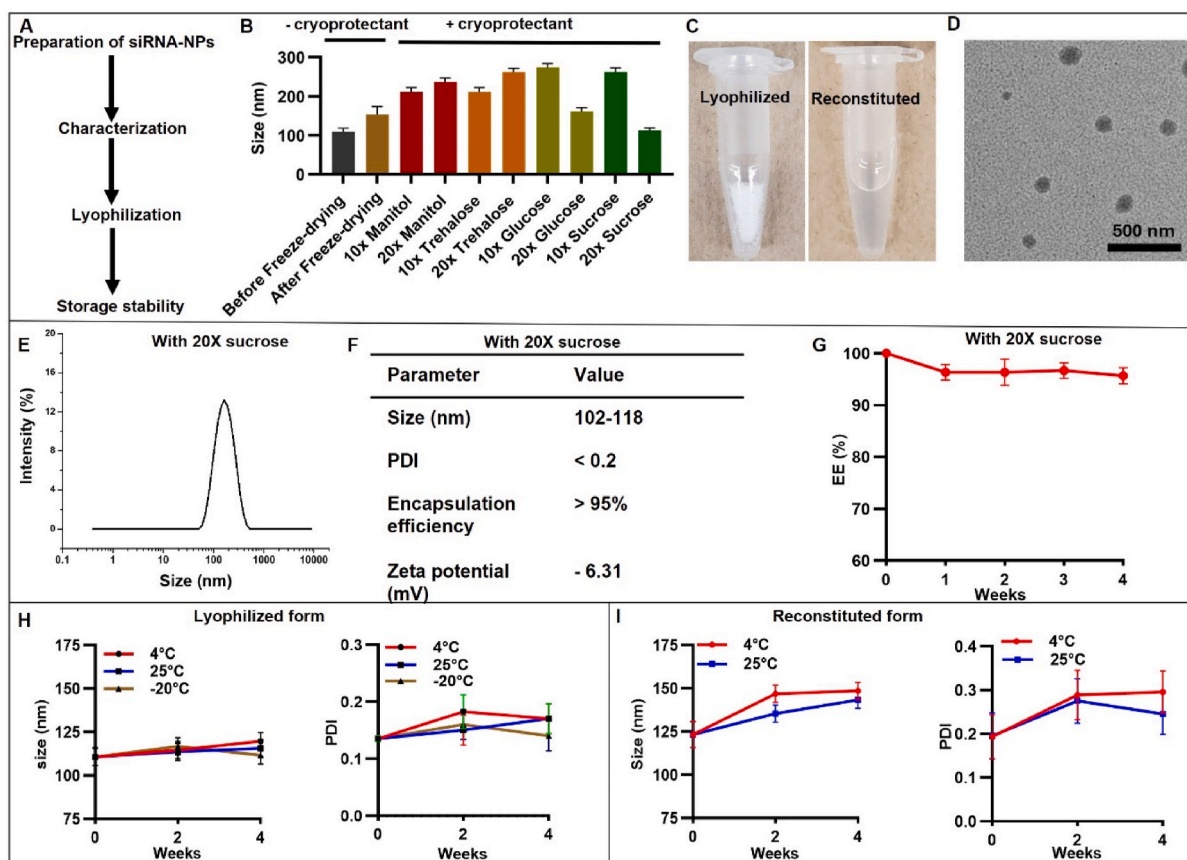 A
Preparation of siRNA-NPs
Characterization
Lyophilization
Storage stability
B
- cryoprotectant
+ cryoprotectant
Size (nm)
300
200
100
0
Before Freeze-drying
After Freeze-drying
10x Manitol
20x Manitol
10x Trehalose
20x Trehalose
10x Glucose
20x Glucose
10x Sucrose
20x Sucrose
C
Lyophilized
Reconstituted
D
500 nm
E
With 20X sucrose
Intensity (%)
20
16
12
8
4
0
0.1 1 10 100 1000 10000
Size (nm)
F
With 20X sucrose
Parameter Value
Size (nm) 102-118
PDI < 0.2
Encapsulation efficiency > 95%
Zeta potential (mV) - 6.31
G
With 20X sucrose
EE (%)
100
90
80
70
60
0 1 2 3 4
Weeks
H
Lyophilized form
4°C
25°C
-20°C
size (nm)
175
150
125
100
75
0 2 4
Weeks
4°C
25°C
-20°C
PDI
0.3
0.2
0.1
0.0
0 2 4
Weeks
I
Reconstituted form
4°C
25°C
Size (nm)
175
150
125
100
75
0 2 4
Weeks
4°C
25°C
PDI
0.4
0.3
0.2
0.1
0.0
0 2 4
Weeks